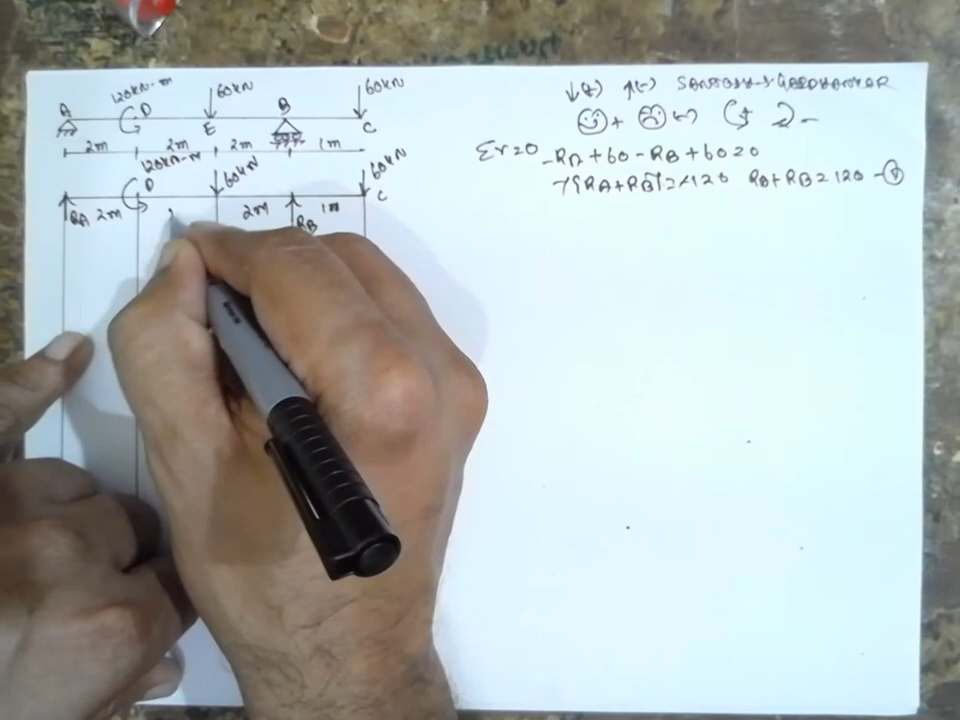 120kN-m
60kN
60kN
A D B
E C
2m 2m 2m 1m
120kN-m
60kN
60kN
D C
RA 2m 2m 1m
RB
↓(+) ↑(-)
+ (-) -
Σv=0 -RA+60-RB+60=0
RA+RB=120 -①